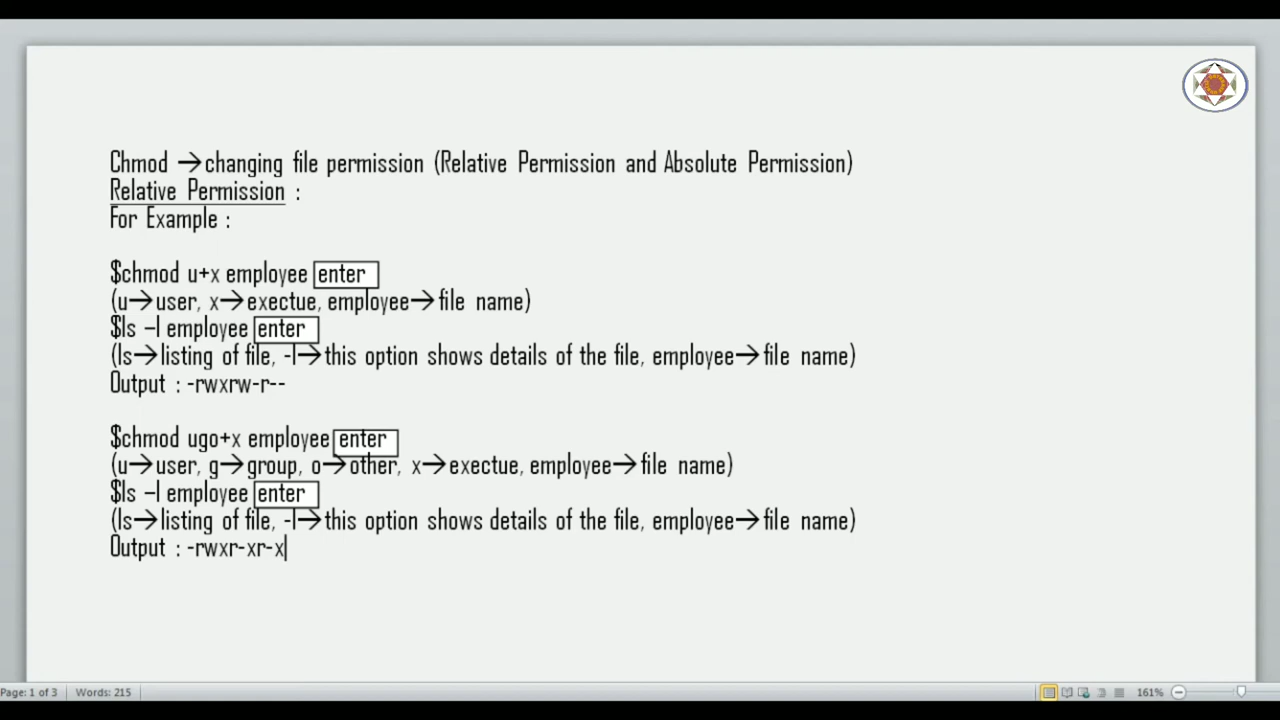 Chmod →changing file permission (Relative Permission and Absolute Permission)
Relative Permission :
For Example :
$chmod u+x employee enter
(u→user, x→exectue, employee→file name)
$ls –l employee enter
(ls→listing of file, -l→this option shows details of the file, employee→file name)
Output : -rwxrw-r--
$chmod ugo+x employee enter
(u→user, g→group, o→other, x→exectue, employee→file name)
$ls –l employee enter
(ls→listing of file, -l→this option shows details of the file, employee→file name)
Output : -rwxr-xr-x
Page: 1 of 3 Words: 215 161%